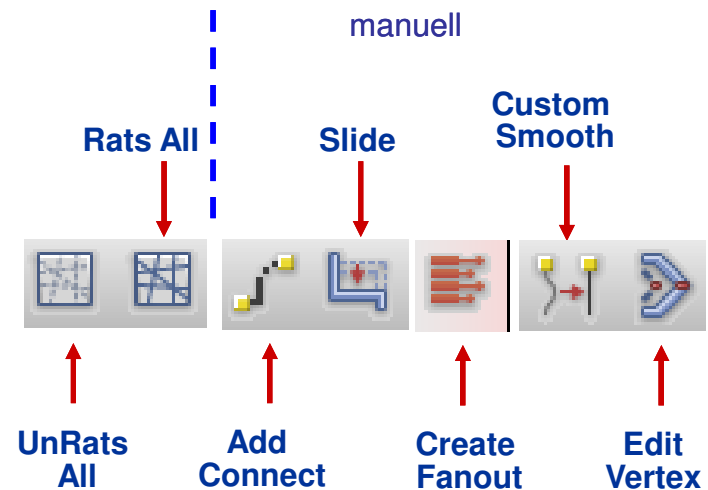 manuell
Rats All
Slide
Custom
Smooth
UnRats
All
Add
Connect
Create
Fanout
Edit
Vertex